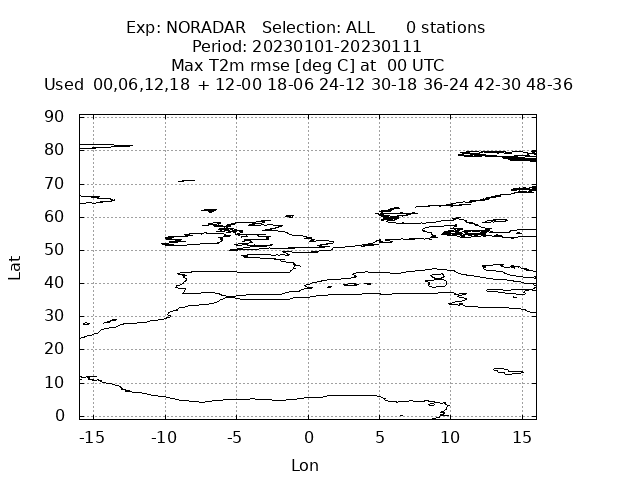 Exp: NORADAR   Selection: ALL      0 stations
Period: 20230101-20230111
Max T2m rmse [deg C] at  00 UTC
Used  00,06,12,18  + 12-00 18-06 24-12 30-18 36-24 42-30 48-36
90
80
70
60
50
40
30
20
10
0
Lat
-15 -10 -5 0 5 10 15
Lon